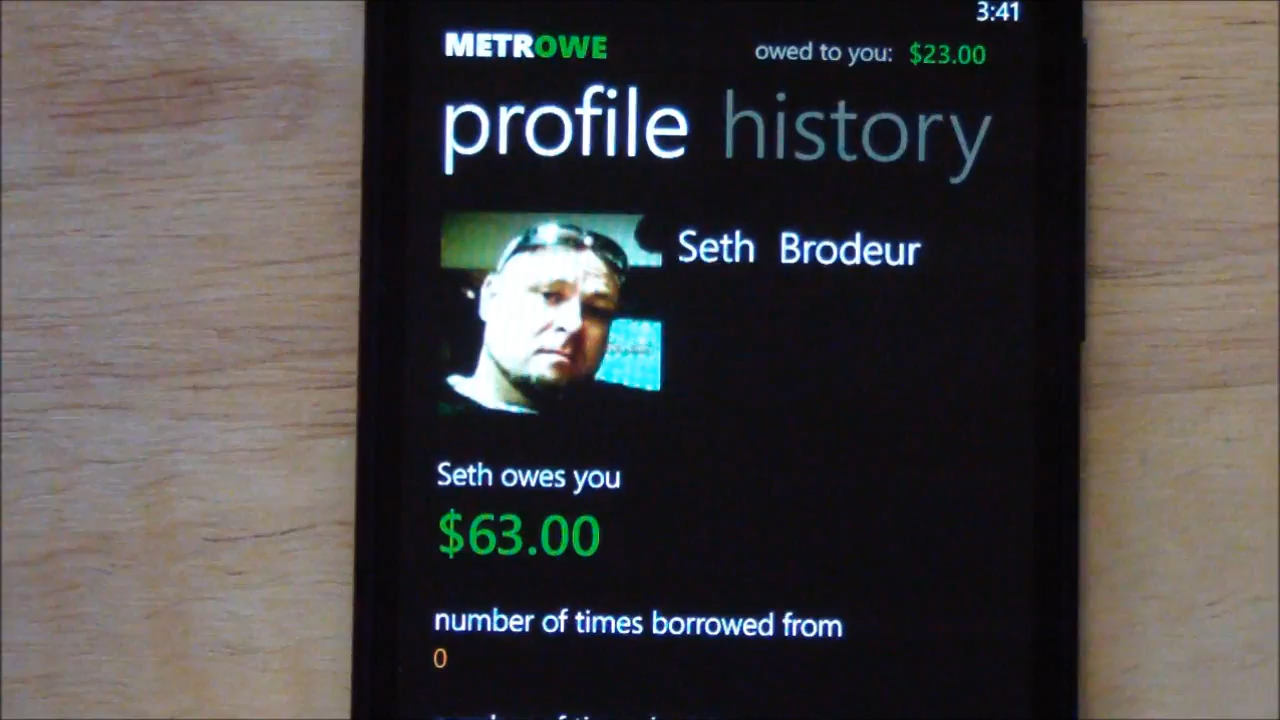 3:41
METROWE owed to you: $23.00
profile history
Seth Brodeur
Seth owes you
$63.00
number of times borrowed from
0